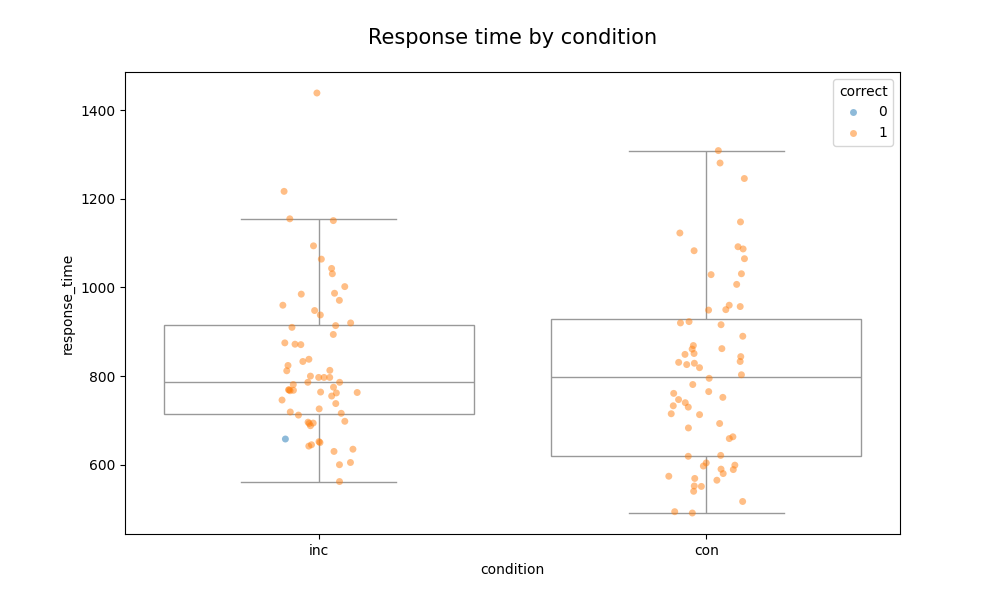 Response time by condition
correct
0
1
1400
1200
1000
800
600
response_time
inc
con
condition